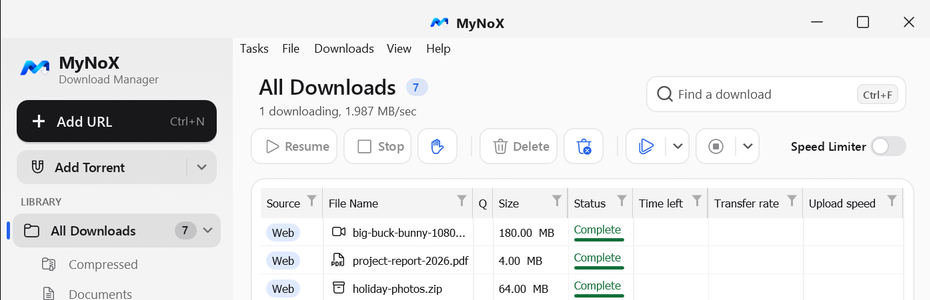 MyNoX
MyNoX
Download Manager
Add URL Ctrl+N
Add Torrent
LIBRARY
All Downloads 7
Compressed
Documents
Tasks File Downloads View Help
All Downloads 7
1 downloading, 1.987 MB/sec
Find a download Ctrl+F
Resume Stop Delete Speed Limiter
Source File Name Q Size Status Time left Transfer rate Upload speed
Web big-buck-bunny-1080... 180.00 MB Complete
Web project-report-2026.pdf 4.00 MB Complete
Web holiday-photos.zip 64.00 MB Complete